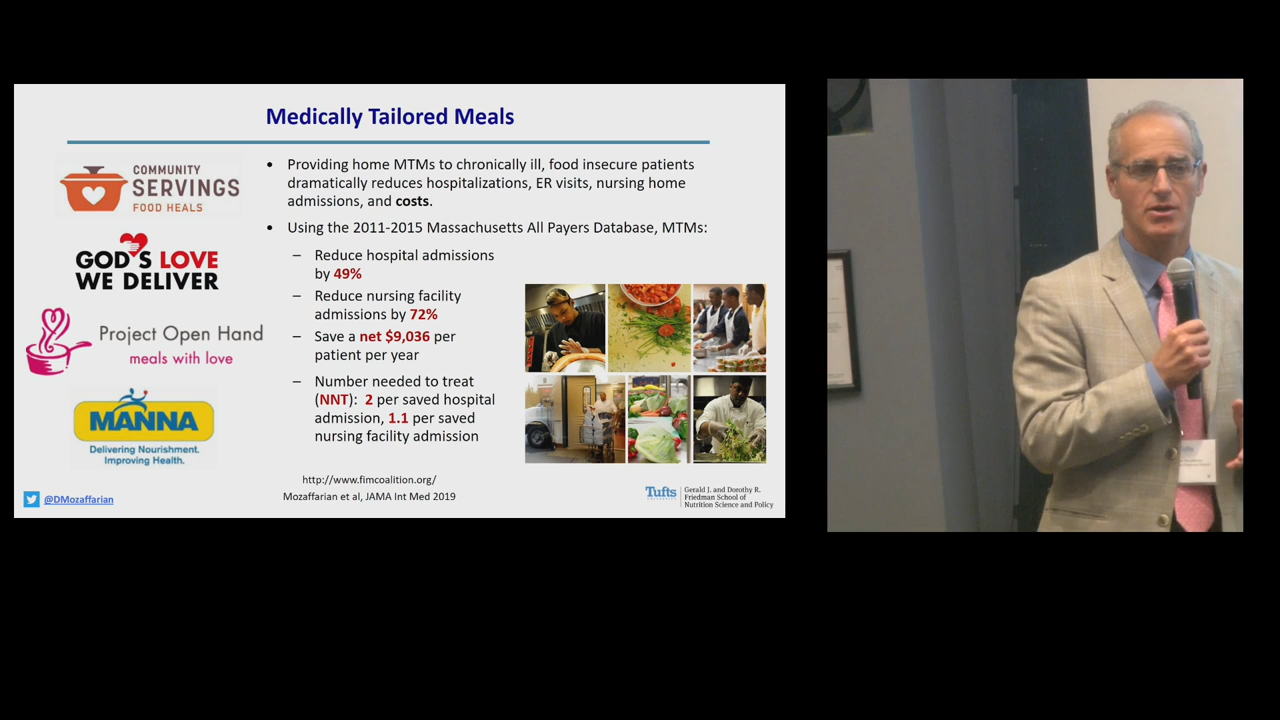 Medically Tailored Meals
COMMUNITY
SERVINGS
FOOD HEALS
GOD'S LOVE
WE DELIVER
Project Open Hand
meals with love
MANNA
Delivering Nourishment.
Improving Health.
• Providing home MTMs to chronically ill, food insecure patients
dramatically reduces hospitalizations, ER visits, nursing home
admissions, and costs.
• Using the 2011-2015 Massachusetts All Payers Database, MTMs:
– Reduce hospital admissions
by 49%
– Reduce nursing facility
admissions by 72%
– Save a net $9,036 per
patient per year
– Number needed to treat
(NNT): 2 per saved hospital
admission, 1.1 per saved
nursing facility admission
http://www.fimcoalition.org/
Mozaffarian et al, JAMA Int Med 2019
@DMozaffarian
Tufts
Gerald J. and Dorothy R.
Friedman School of
Nutrition Science and Policy